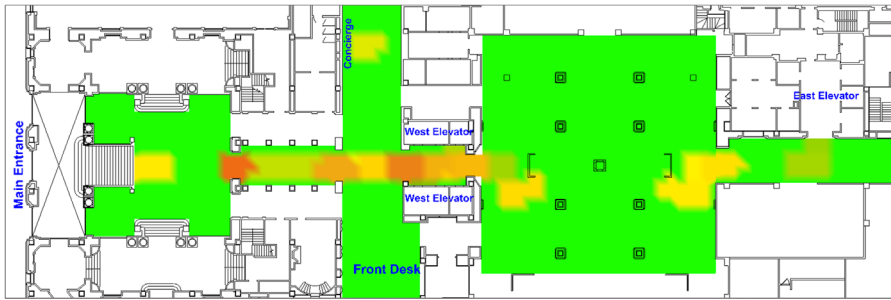 Main Entrance
Concierge
West Elevator
West Elevator
Front Desk
East Elevator